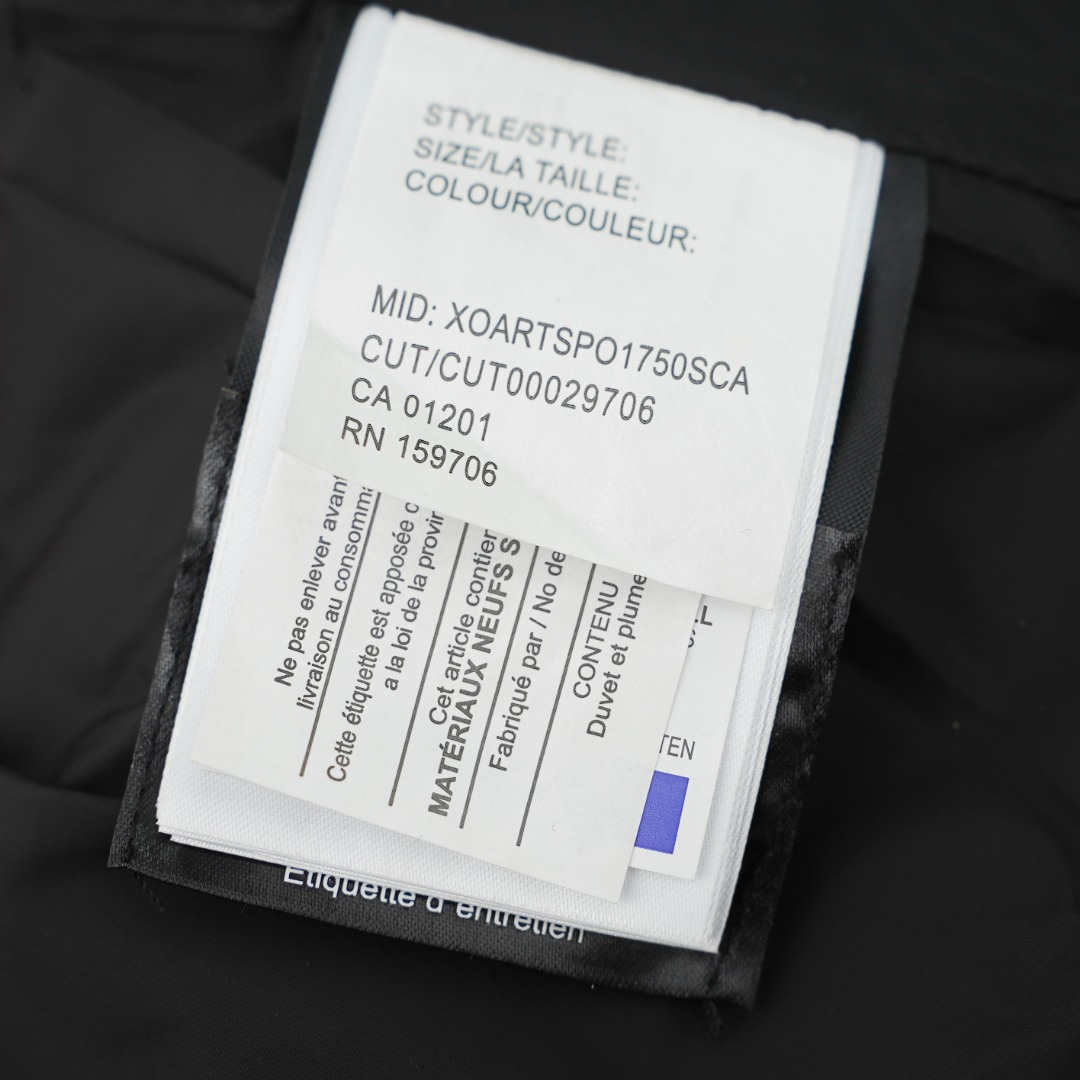 STYLE/STYLE:
SIZE/LA TAILLE:
COLOUR/COULEUR:
MID: XOARTSPO1750SCA
CUT/CUT00029706
CA 01201
RN 159706
Ne pas enlever avant
livraison au consomma
Cette étiquette est apposée c
a la loi de la provin
Cet article contien
MATÉRIAUX NEUFS S
Fabriqué par / No de
CONTENU
Duvet et plume
TEN
Etiquette d'entretien